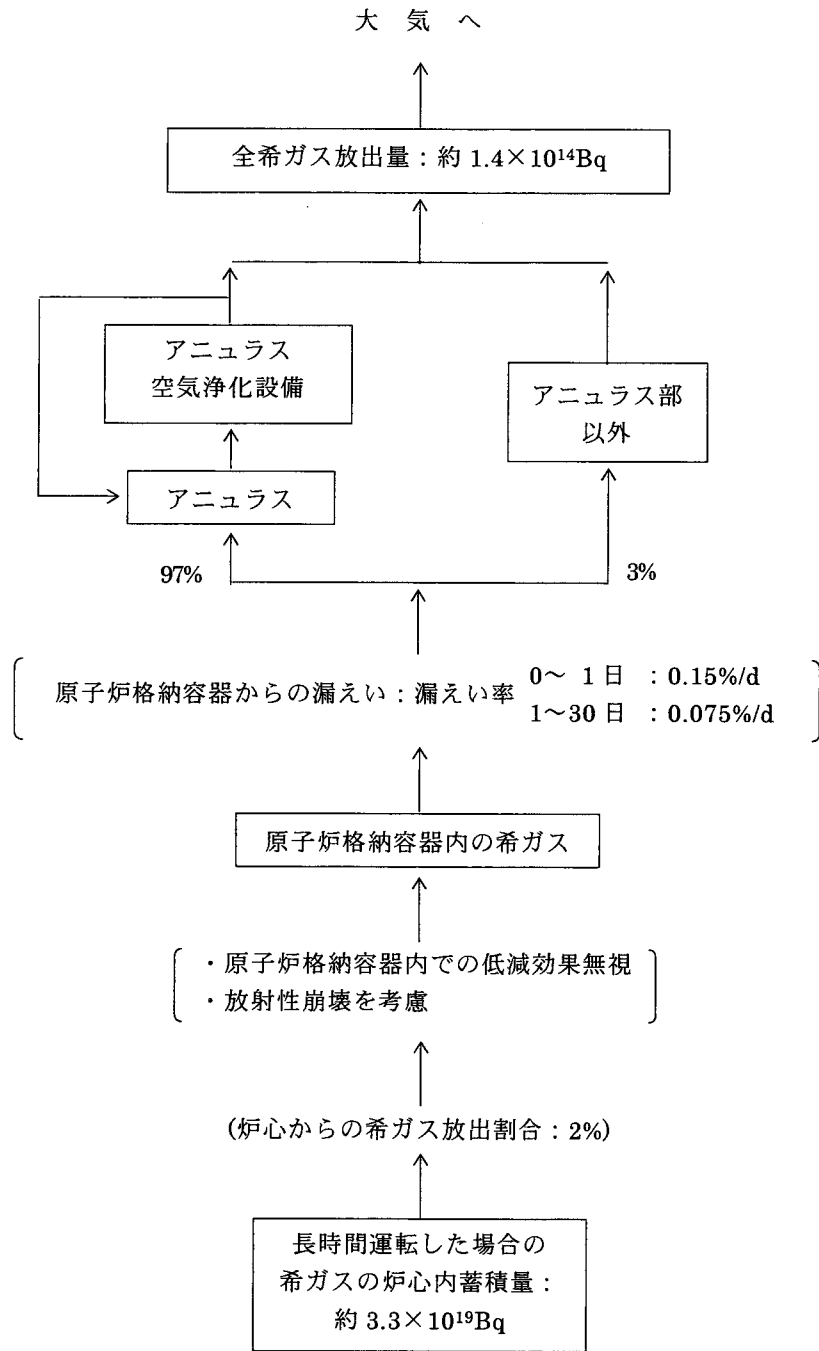 大 気 へ
全希ガス放出量：約 1.4×10¹⁴Bq
アニュラス
空気浄化設備
アニュラス部
以外
アニュラス
97%
3%
原子炉格納容器からの漏えい：漏えい率
0～ 1 日 ：0.15%/d
1～30 日 ：0.075%/d
原子炉格納容器内の希ガス
・原子炉格納容器内での低減効果無視
・放射性崩壊を考慮
(炉心からの希ガス放出割合：2%)
長時間運転した場合の
希ガスの炉心内蓄積量：
約 3.3×10¹⁹Bq